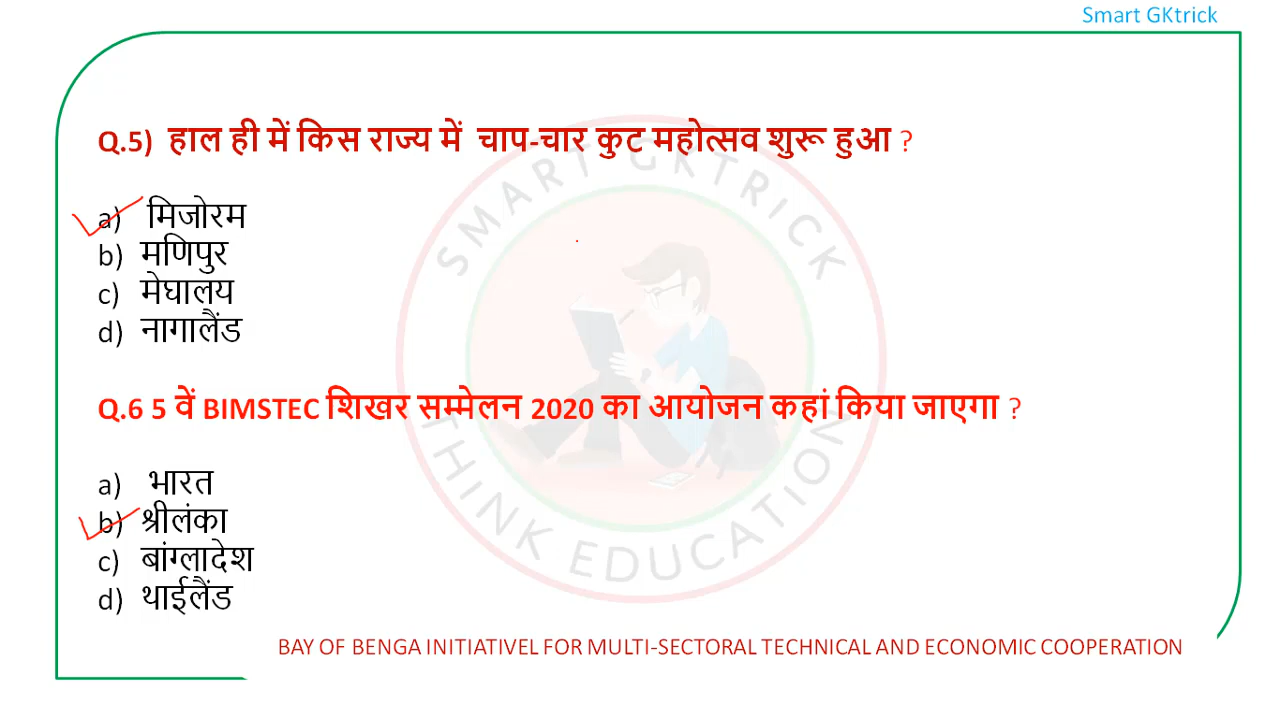 Smart GKtrick
Q.5) हाल ही में किस राज्य में चाप-चार कुट महोत्सव शुरू हुआ ?
a) मिजोरम
b) मणिपुर
c) मेघालय
d) नागालैंड
SMART GKTRICK
THINK EDUCATION
Q.6 5 वें BIMSTEC शिखर सम्मेलन 2020 का आयोजन कहां किया जाएगा ?
a) भारत
b) श्रीलंका
c) बांग्लादेश
d) थाईलैंड
BAY OF BENGA INITIATIVEL FOR MULTI-SECTORAL TECHNICAL AND ECONOMIC COOPERATION